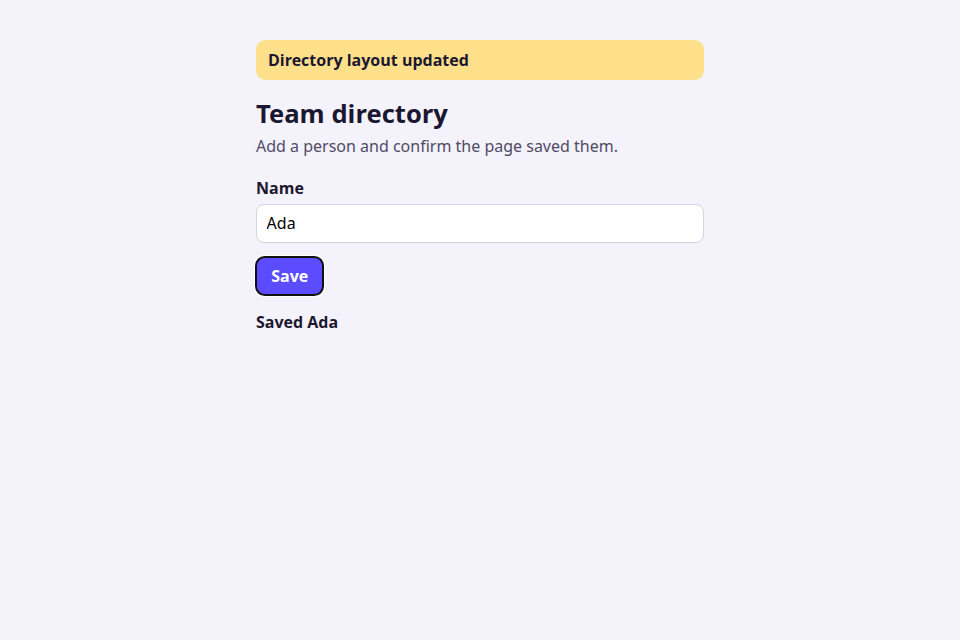 Directory layout updated
Team directory
Add a person and confirm the page saved them.
Name
Ada
Save
Saved Ada